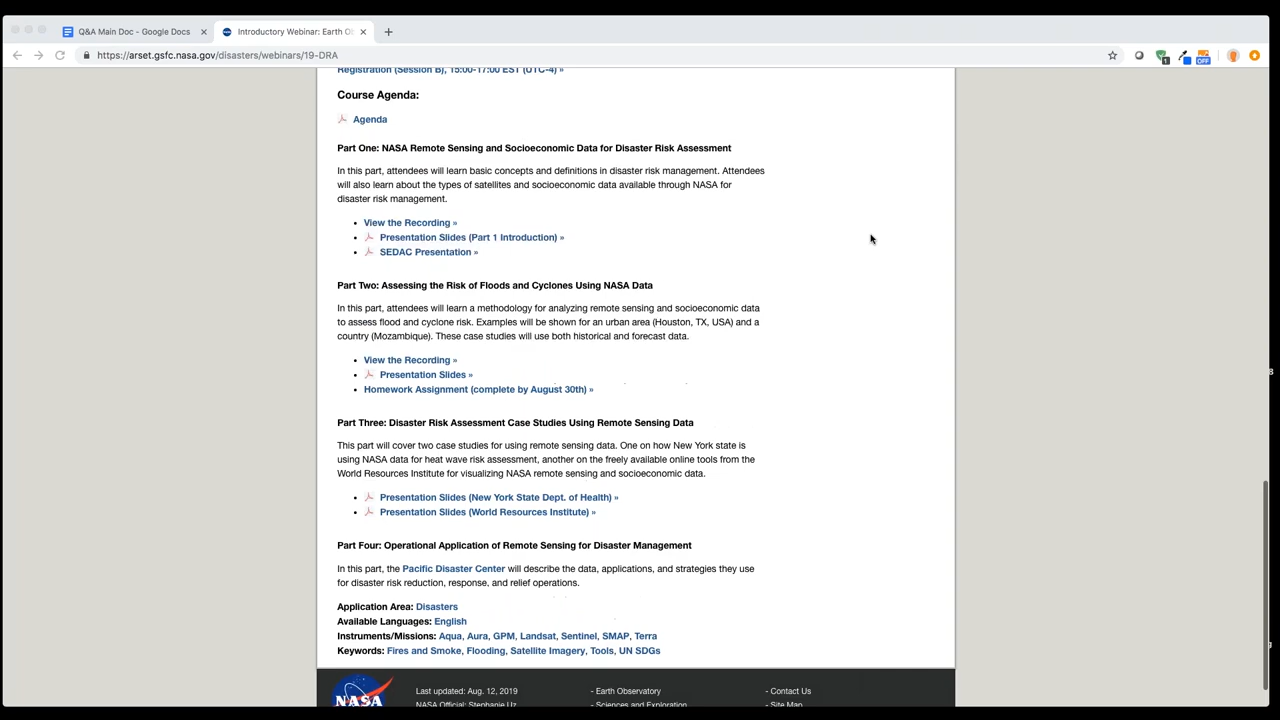 Q&A Main Doc - Google Docs
Introductory Webinar: Earth Ob
https://arset.gsfc.nasa.gov/disasters/webinars/19-DRA
1
OFF
Registration (Session B), 15:00-17:00 EST (UTC-4) »
Course Agenda:
Agenda
Part One: NASA Remote Sensing and Socioeconomic Data for Disaster Risk Assessment
In this part, attendees will learn basic concepts and definitions in disaster risk management. Attendees
will also learn about the types of satellites and socioeconomic data available through NASA for
disaster risk management.
• View the Recording »
• Presentation Slides (Part 1 Introduction) »
• SEDAC Presentation »
Part Two: Assessing the Risk of Floods and Cyclones Using NASA Data
In this part, attendees will learn a methodology for analyzing remote sensing and socioeconomic data
to assess flood and cyclone risk. Examples will be shown for an urban area (Houston, TX, USA) and a
country (Mozambique). These case studies will use both historical and forecast data.
• View the Recording »
• Presentation Slides »
• Homework Assignment (complete by August 30th) »
Part Three: Disaster Risk Assessment Case Studies Using Remote Sensing Data
This part will cover two case studies for using remote sensing data. One on how New York state is
using NASA data for heat wave risk assessment, another on the freely available online tools from the
World Resources Institute for visualizing NASA remote sensing and socioeconomic data.
• Presentation Slides (New York State Dept. of Health) »
• Presentation Slides (World Resources Institute) »
Part Four: Operational Application of Remote Sensing for Disaster Management
In this part, the Pacific Disaster Center will describe the data, applications, and strategies they use
for disaster risk reduction, response, and relief operations.
Application Area: Disasters
Available Languages: English
Instruments/Missions: Aqua, Aura, GPM, Landsat, Sentinel, SMAP, Terra
Keywords: Fires and Smoke, Flooding, Satellite Imagery, Tools, UN SDGs
NASA
Last updated: Aug. 12, 2019
- Earth Observatory
- Contact Us
NASA Official: Stephanie Uz
- Sciences and Exploration
- Site Map